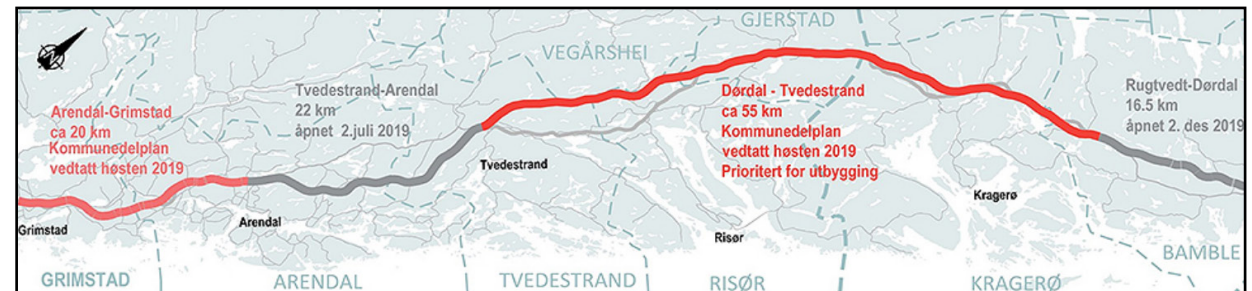 GJERSTAD
VEGÅRSHEI
Arendal-Grimstad
ca 20 km
Kommunedelplan
vedtatt høsten 2019
Tvedestrand-Arendal
22 km
åpnet 2.juli 2019
Dørdal - Tvedestrand
ca 55 km
Kommunedelplan
vedtatt høsten 2019
Prioritert for utbygging
Rugtvedt-Dørdal
16.5 km
åpnet 2. des 2019
Tvedestrand
Kragerø
Arendal
Grimstad
Risør
BAMBLE
GRIMSTAD
ARENDAL
TVEDESTRAND
RISØR
KRAGERØ